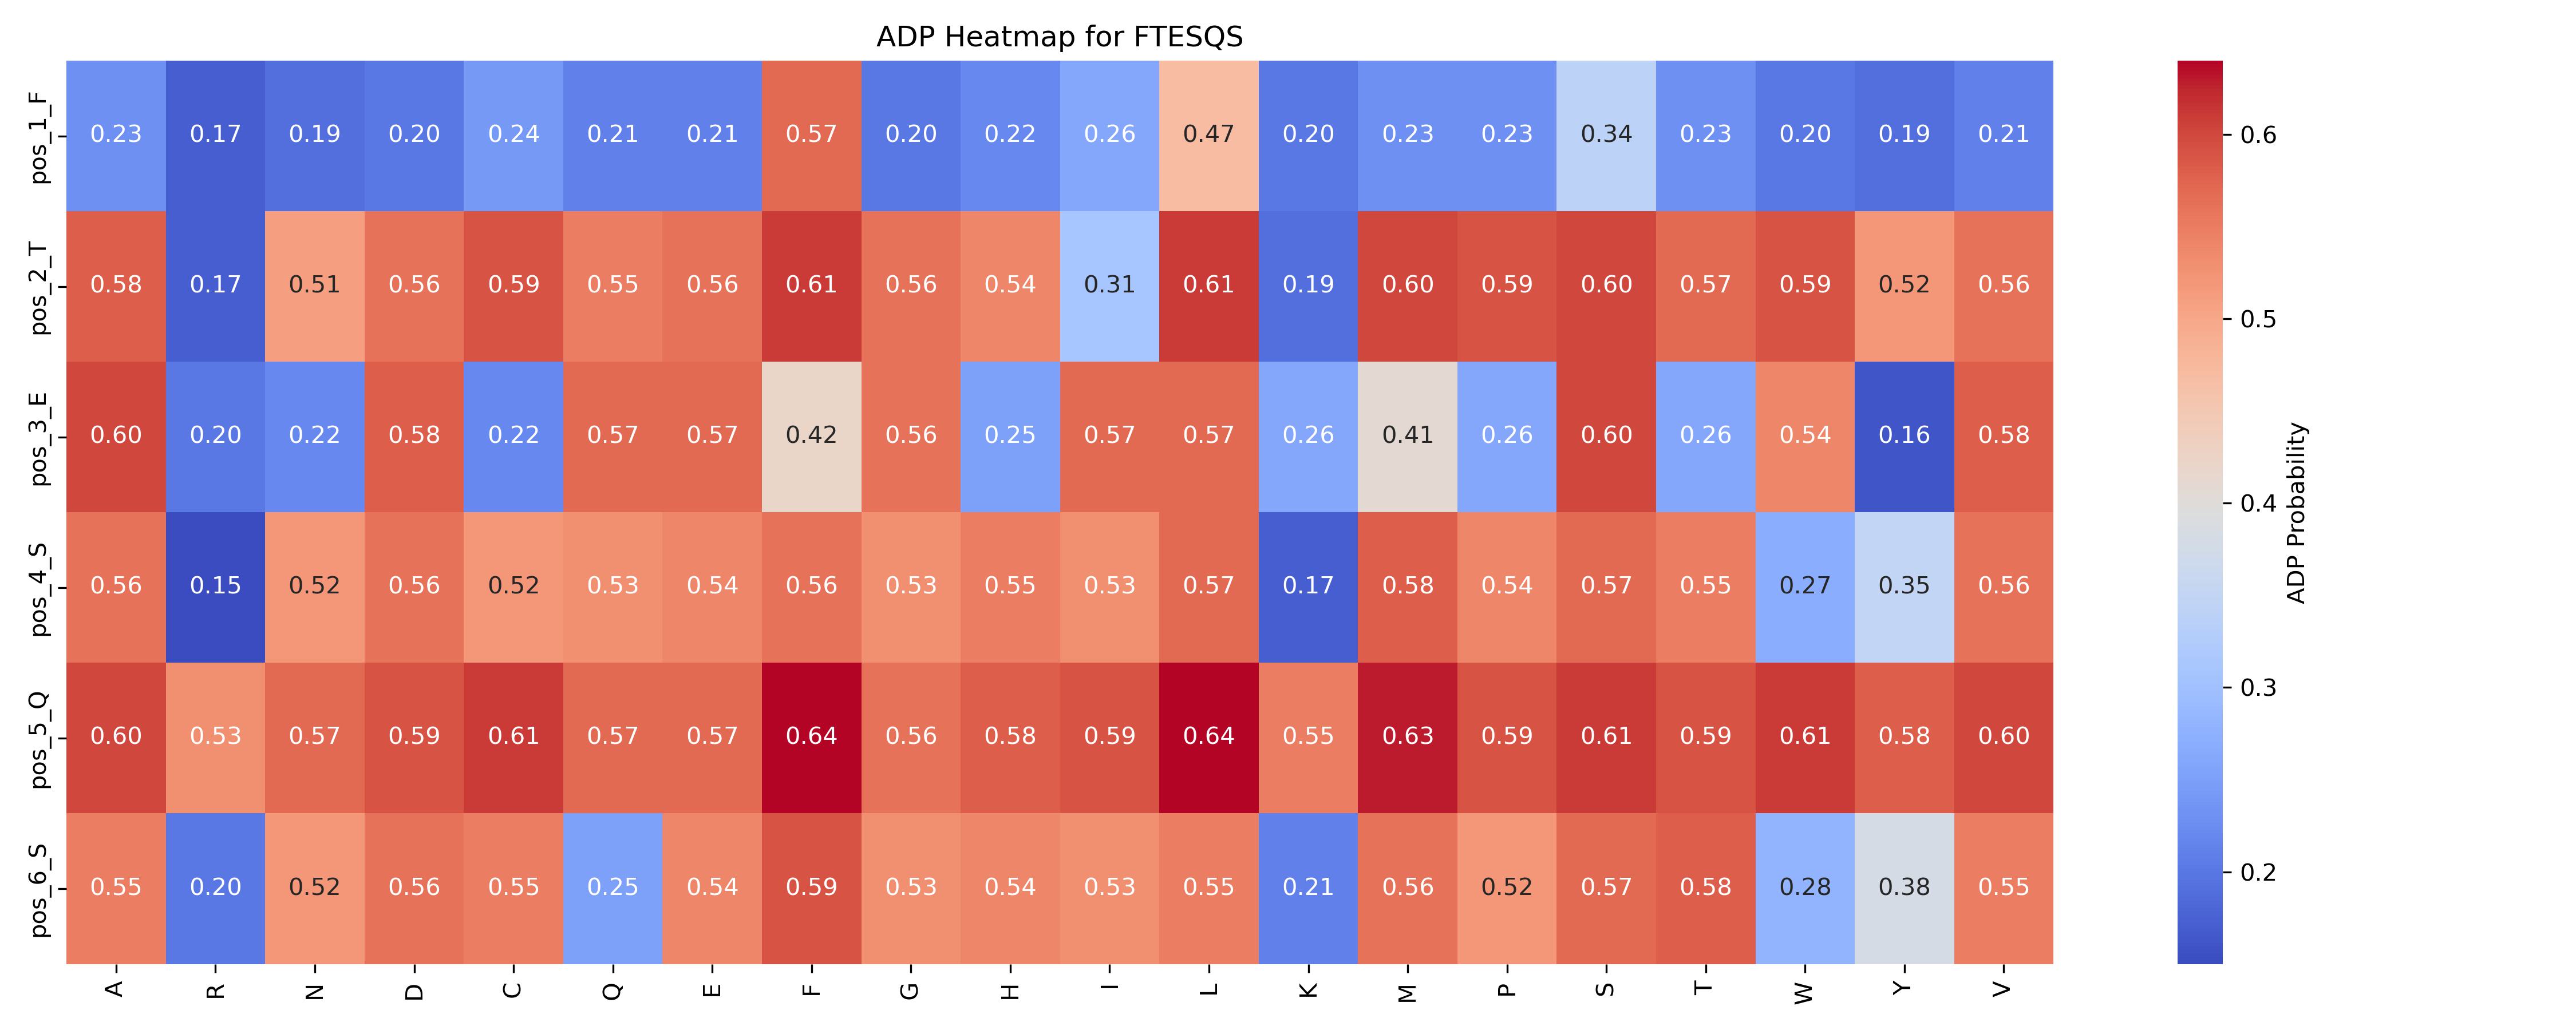 ADP Heatmap for FTESQS
pos_1_F 0.23 0.17 0.19 0.20 0.24 0.21 0.21 0.57 0.20 0.22 0.26 0.47 0.20 0.23 0.23 0.34 0.23 0.20 0.19 0.21
pos_2_T 0.58 0.17 0.51 0.56 0.59 0.55 0.56 0.61 0.56 0.54 0.31 0.61 0.19 0.60 0.59 0.60 0.57 0.59 0.52 0.56
pos_3_E 0.60 0.20 0.22 0.58 0.22 0.57 0.57 0.42 0.56 0.25 0.57 0.57 0.26 0.41 0.26 0.60 0.26 0.54 0.16 0.58
pos_4_S 0.56 0.15 0.52 0.56 0.52 0.53 0.54 0.56 0.53 0.55 0.53 0.57 0.17 0.58 0.54 0.57 0.55 0.27 0.35 0.56
pos_5_Q 0.60 0.53 0.57 0.59 0.61 0.57 0.57 0.64 0.56 0.58 0.59 0.64 0.55 0.63 0.59 0.61 0.59 0.61 0.58 0.60
pos_6_S 0.55 0.20 0.52 0.56 0.55 0.25 0.54 0.59 0.53 0.54 0.53 0.55 0.21 0.56 0.52 0.57 0.58 0.28 0.38 0.55
A R N D C Q E F G H I L K M P S T W Y V
0.6
0.5
0.4
0.3
0.2
ADP Probability